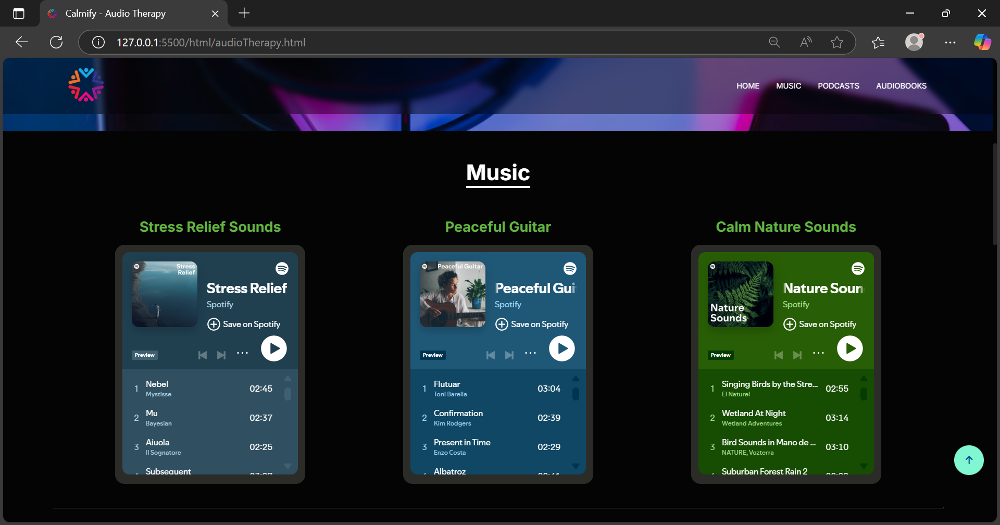 Calmify - Audio Therapy
127.0.0.1:5500/html/audioTherapy.html
HOME MUSIC PODCASTS AUDIOBOOKS
Music
Stress Relief Sounds
Stress
Relief
Stress Relief
Spotify
Save on Spotify
Preview
1 Nebel 02:45
Mystisse
2 Mu 02:37
Bayesian
3 Aiuola 02:25
Il Sognatore
Subsequent
Peaceful Guitar
Peaceful Guitar
Peaceful Gui
Spotify
Save on Spotify
Preview
1 Flutuar 03:04
Toni Barella
2 Confirmation 02:39
Kim Rodgers
3 Present in Time 02:29
Enzo Costa
Albatroz
Calm Nature Sounds
Nature
Sounds
Nature Soun
Spotify
Save on Spotify
Preview
1 Singing Birds by the Stre... 02:55
El Naturel
2 Wetland At Night 03:14
Wetland Adventures
3 Bird Sounds in Mano de ... 03:10
NATURE, Vozterra
Suburban Forest Rain 2